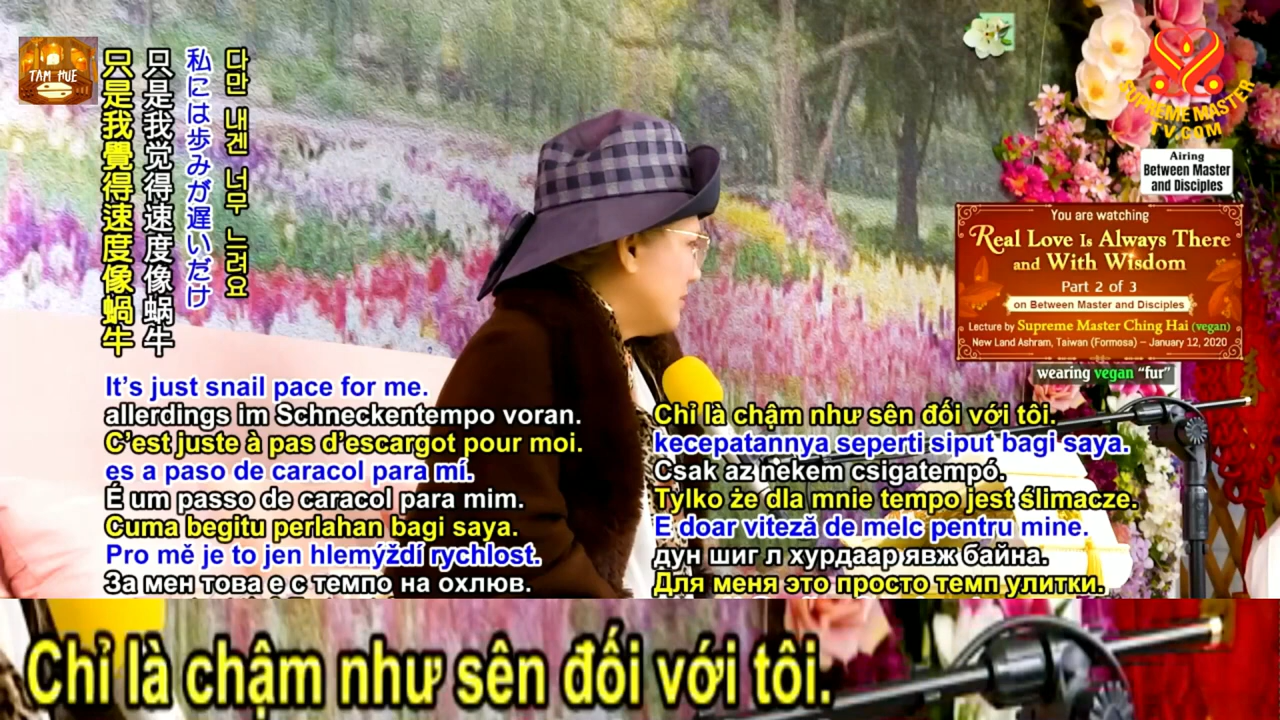 TAM HUE
只是我覺得速度像蝸牛
只是我觉得速度像蜗牛
私には歩みが遅いだけ
다만 내겐 너무 느려요
SUPREME MASTER
TV.COM
Airing
Between Master
and Disciples
You are watching
Real Love Is Always There
and With Wisdom
Part 2 of 3
on Between Master and Disciples
Lecture by Supreme Master Ching Hai (vegan)
New Land Ashram, Taiwan (Formosa) – January 12, 2020
wearing vegan “fur”
It’s just snail pace for me.
allerdings im Schneckentempo voran.
C’est juste à pas d’escargot pour moi.
es a paso de caracol para mí.
É um passo de caracol para mim.
Cuma begitu perlahan bagi saya.
Pro mě je to jen hlemýždí rychlost.
За мен това е с темпо на охлюв.
Chỉ là chậm như sên đối với tôi.
kecepatannya seperti siput bagi saya.
Csak az nekem csigatempó.
Tylko że dla mnie tempo jest ślimacze.
E doar viteză de melc pentru mine.
дун шиг л хурдаар явж байна.
Для меня это просто темп улитки.
Chỉ là chậm như sên đối với tôi.